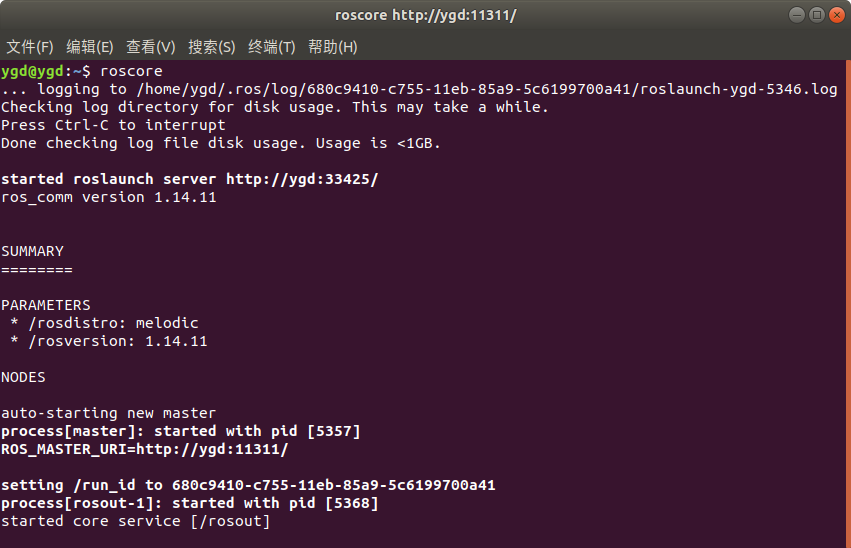 roscore http://ygd:11311/
文件(F) 编辑(E) 查看(V) 搜索(S) 终端(T) 帮助(H)
ygd@ygd:~$ roscore
... logging to /home/ygd/.ros/log/680c9410-c755-11eb-85a9-5c6199700a41/roslaunch-ygd-5346.log
Checking log directory for disk usage. This may take a while.
Press Ctrl-C to interrupt
Done checking log file disk usage. Usage is <1GB.
started roslaunch server http://ygd:33425/
ros_comm version 1.14.11
SUMMARY
========
PARAMETERS
 * /rosdistro: melodic
 * /rosversion: 1.14.11
NODES
auto-starting new master
process[master]: started with pid [5357]
ROS_MASTER_URI=http://ygd:11311/
setting /run_id to 680c9410-c755-11eb-85a9-5c6199700a41
process[rosout-1]: started with pid [5368]
started core service [/rosout]